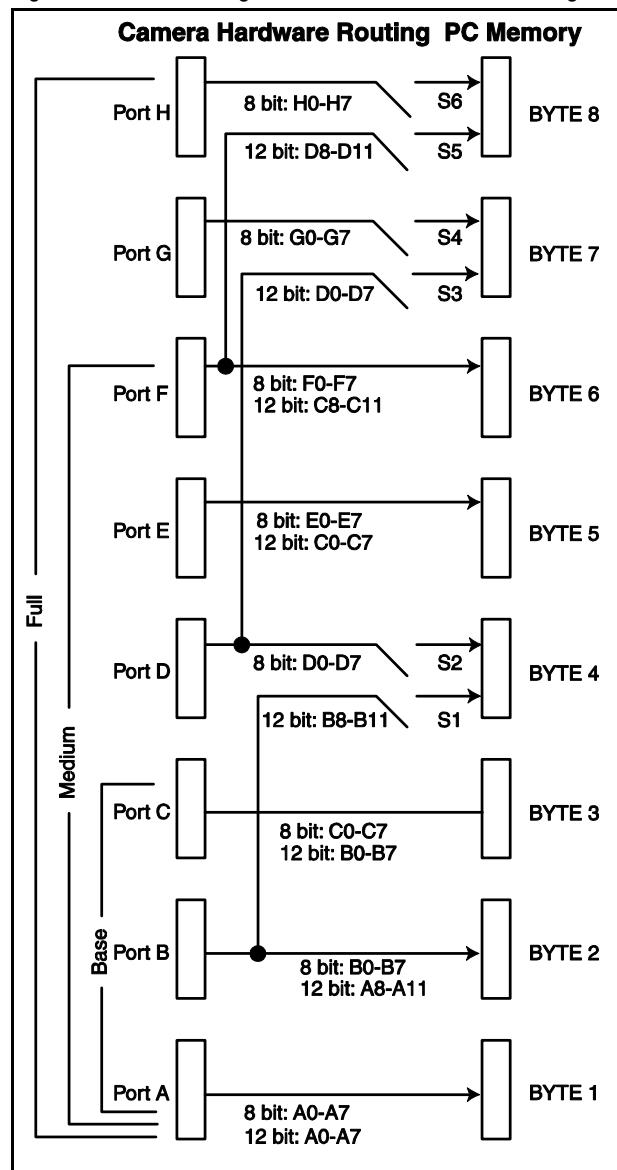 Camera Hardware Routing PC Memory
Port H
8 bit: H0-H7
S6
BYTE 8
12 bit: D8-D11
S5
Port G
8 bit: G0-G7
S4
BYTE 7
12 bit: D0-D7
S3
Port F
8 bit: F0-F7
12 bit: C8-C11
BYTE 6
Port E
8 bit: E0-E7
12 bit: C0-C7
BYTE 5
Full
Port D
8 bit: D0-D7
S2
BYTE 4
12 bit: B8-B11
S1
Medium
Port C
8 bit: C0-C7
12 bit: B0-B7
BYTE 3
Base
Port B
8 bit: B0-B7
12 bit: A8-A11
BYTE 2
Port A
8 bit: A0-A7
12 bit: A0-A7
BYTE 1